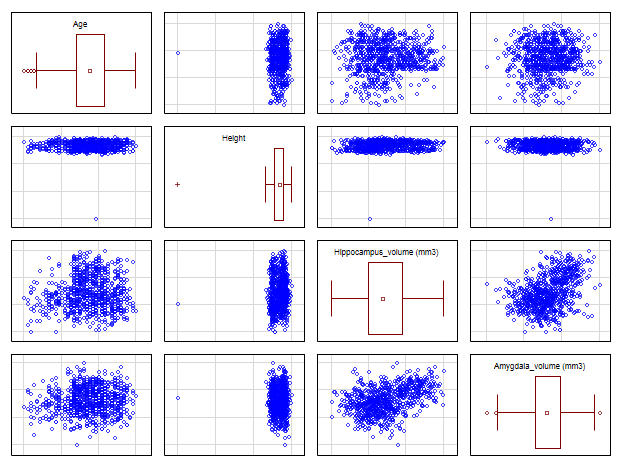 Age
Height
Hippocampus_volume (mm3)
Amygdala_volume (mm3)